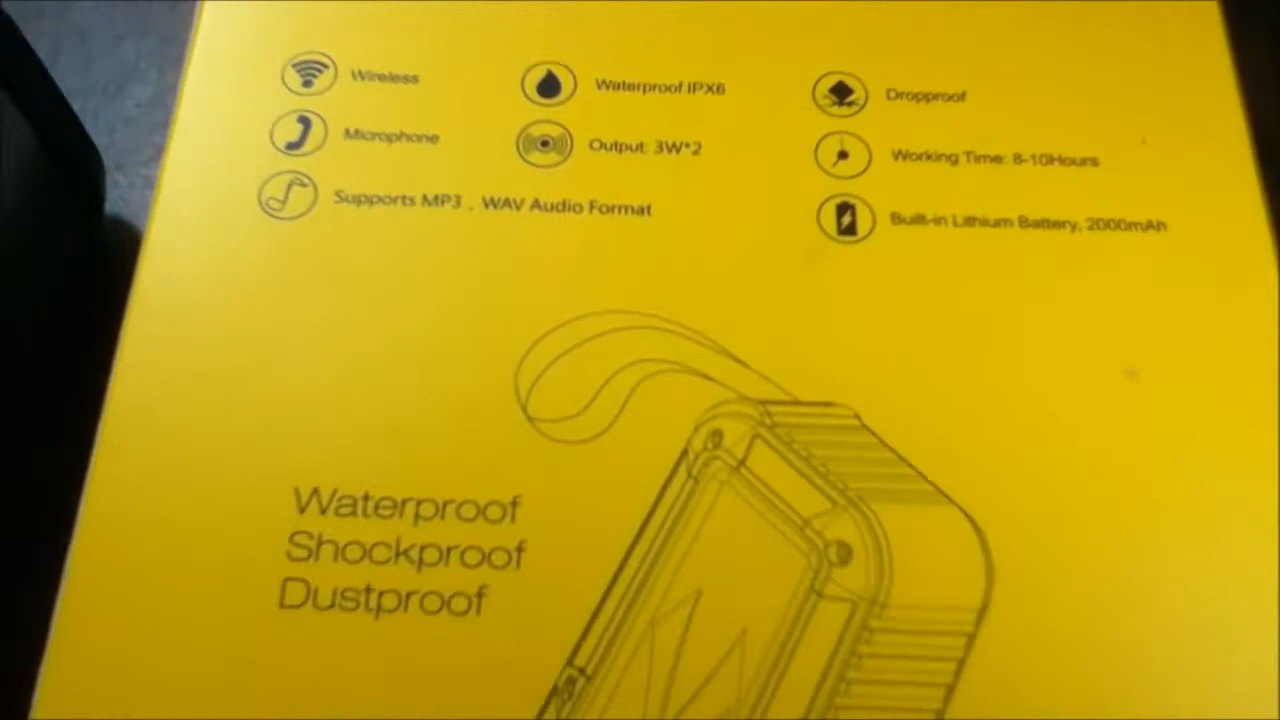 Wireless
Waterproof IPX6
Dropproof
Microphone
Output: 3W*2
Working Time: 8-10Hours
Supports MP3 , WAV Audio Format
Built-in Lithium Battery, 2000mAh
Waterproof
Shockproof
Dustproof